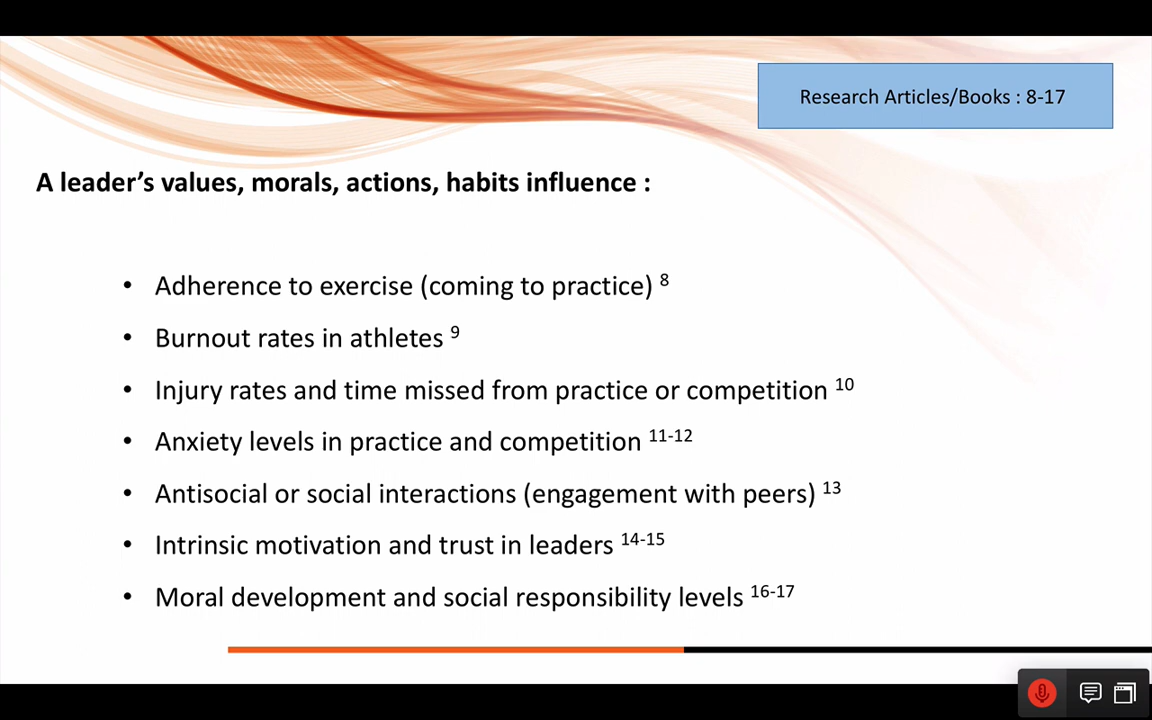 Research Articles/Books : 8-17
A leader’s values, morals, actions, habits influence :
• Adherence to exercise (coming to practice) 8
• Burnout rates in athletes 9
• Injury rates and time missed from practice or competition 10
• Anxiety levels in practice and competition 11-12
• Antisocial or social interactions (engagement with peers) 13
• Intrinsic motivation and trust in leaders 14-15
• Moral development and social responsibility levels 16-17